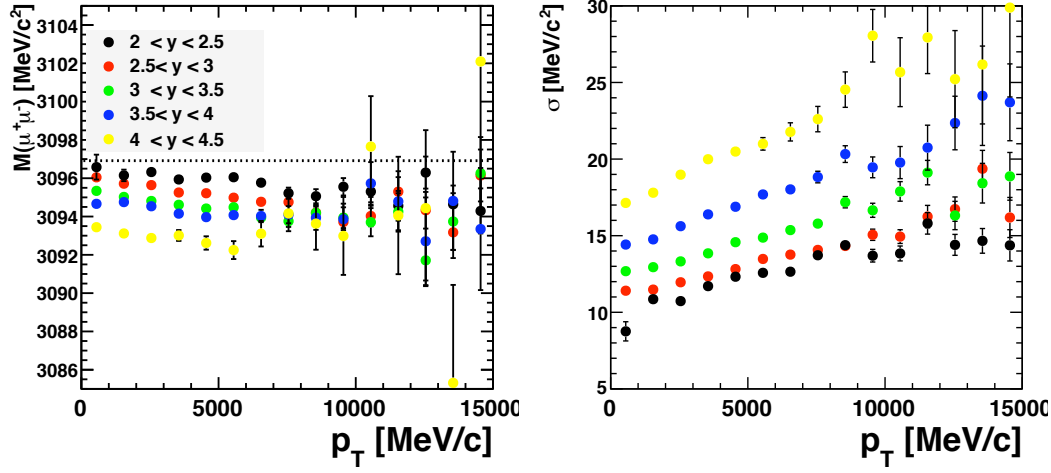 M(μ⁺μ⁻) [MeV/c²]
3104
3102
3100
3098
3096
3094
3092
3090
3088
3086
2 < y < 2.5
2.5< y < 3
3 < y < 3.5
3.5< y < 4
4 < y < 4.5
0 5000 10000 15000
p_T [MeV/c]
σ [MeV/c²]
30
25
20
15
10
5
0 5000 10000 15000
p_T [MeV/c]